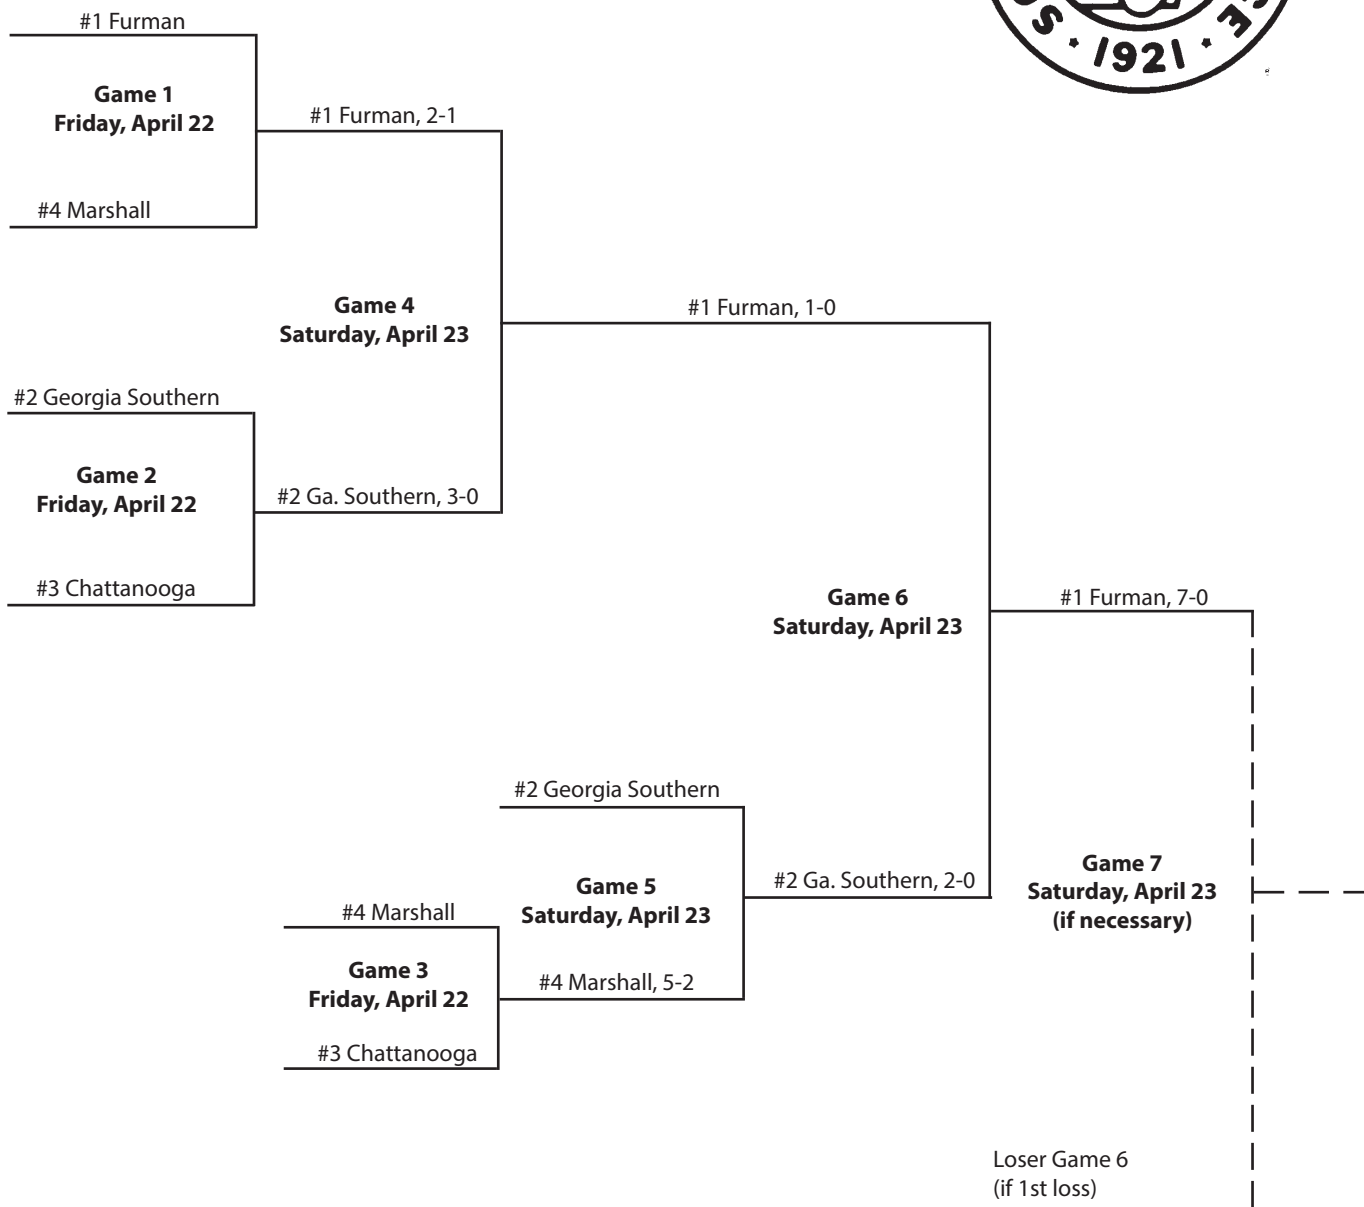 #1 Furman
Game 1
Friday, April 22
#1 Furman, 2-1
#4 Marshall
Game 4
Saturday, April 23
#1 Furman, 1-0
#2 Georgia Southern
Game 2
Friday, April 22
#2 Ga. Southern, 3-0
#3 Chattanooga
Game 6
Saturday, April 23
#1 Furman, 7-0
#2 Georgia Southern
Game 5
Saturday, April 23
#2 Ga. Southern, 2-0
#4 Marshall
Game 3
Friday, April 22
#4 Marshall, 5-2
#3 Chattanooga
Game 7
Saturday, April 23
(if necessary)
Loser Game 6
(if 1st loss)
SO · 1921 · SE